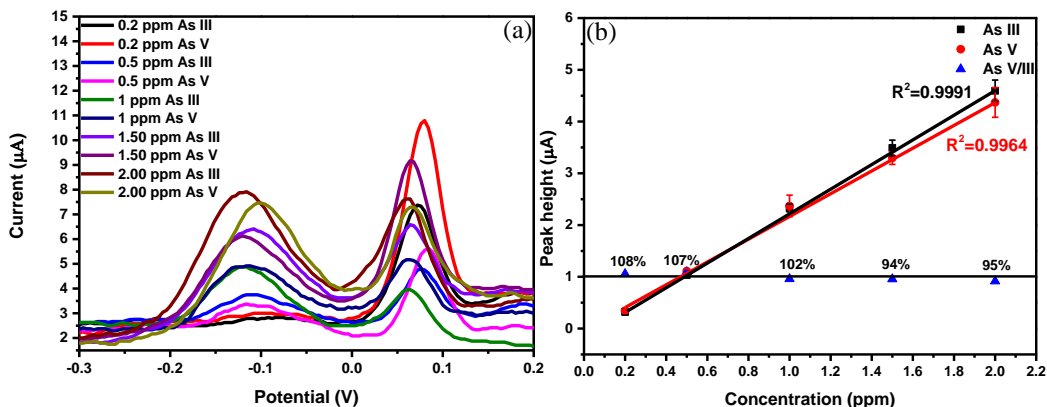 (a)
0.2 ppm As III
0.2 ppm As V
0.5 ppm As III
0.5 ppm As V
1 ppm As III
1 ppm As V
1.50 ppm As III
1.50 ppm As V
2.00 ppm As III
2.00 ppm As V
15
14
13
12
11
10
9
8
7
6
5
4
3
2
Current (µA)
-0.3
-0.2
-0.1
0.0
0.1
0.2
Potential (V)
(b)
As III
As V
As V/III
R²=0.9991
R²=0.9964
108%
107%
102%
94%
95%
6
5
4
3
2
1
0
Peak height (µA)
0.0
0.2
0.4
0.6
0.8
1.0
1.2
1.4
1.6
1.8
2.0
2.2
Concentration (ppm)